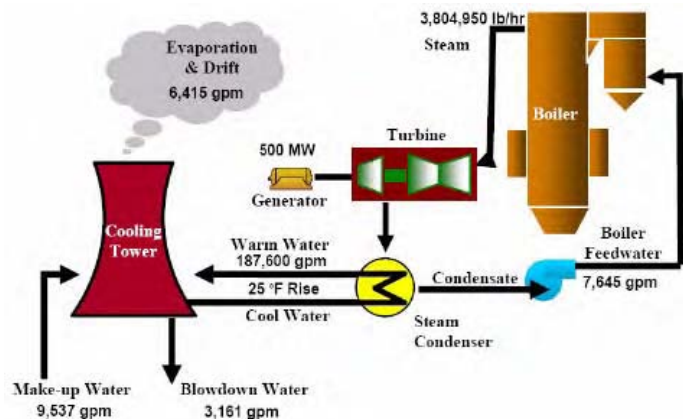 3,804,950 lb/hr
Steam
Evaporation
& Drift
6,415 gpm
Boiler
Turbine
500 MW
Generator
Cooling
Tower
Warm Water
187,600 gpm
25 °F Rise
Cool Water
Condensate
Steam
Condenser
Boiler
Feedwater
7,645 gpm
Make-up Water
9,537 gpm
Blowdown Water
3,161 gpm